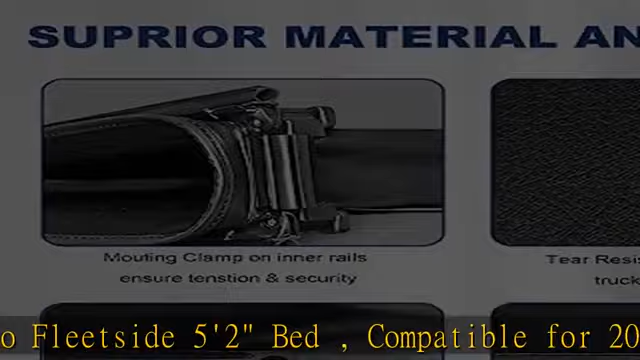 SUPRIOR MATERIAL AN
Mouting Clamp on inner rails
ensure tenstion & security
Tear Resis
truck
o Fleetside 5'2" Bed , Compatible for 20